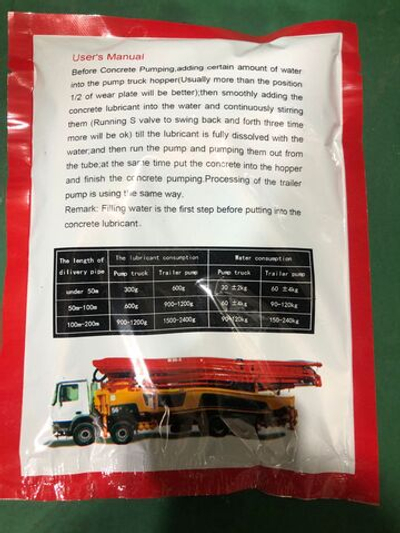 User's Manual
Before Concrete Pumping,adding certain amount of water
into the pump truck hopper(Usually more than the position
1/2 of wear plate will be better);then smoothly adding the
concrete lubricant into the water and continuously stirring
them (Running S valve to swing back and forth three time
more will be ok) till the lubricant is fully dissolved with the
water;and then run the pump and pumping them out from
the tube;at the same time put the concrete into the hopper
and finish the concrete pumping.Processing of the trailer
pump is using the same way.
Remark: Filling water is the first step before putting into the
concrete lubricant.
The length of dilivery pipe The lubricant consumption Water consumption
Pump truck Trailer pump Pump truck Trailer pump
under 50m 300g 600g 30 ±2kg 60 ±4kg
50m-100m 600g 900-1200g 60 ±4kg 90-120kg
100m-200m 900-1200g 1500-2400g 90-120kg 150-240kg
56